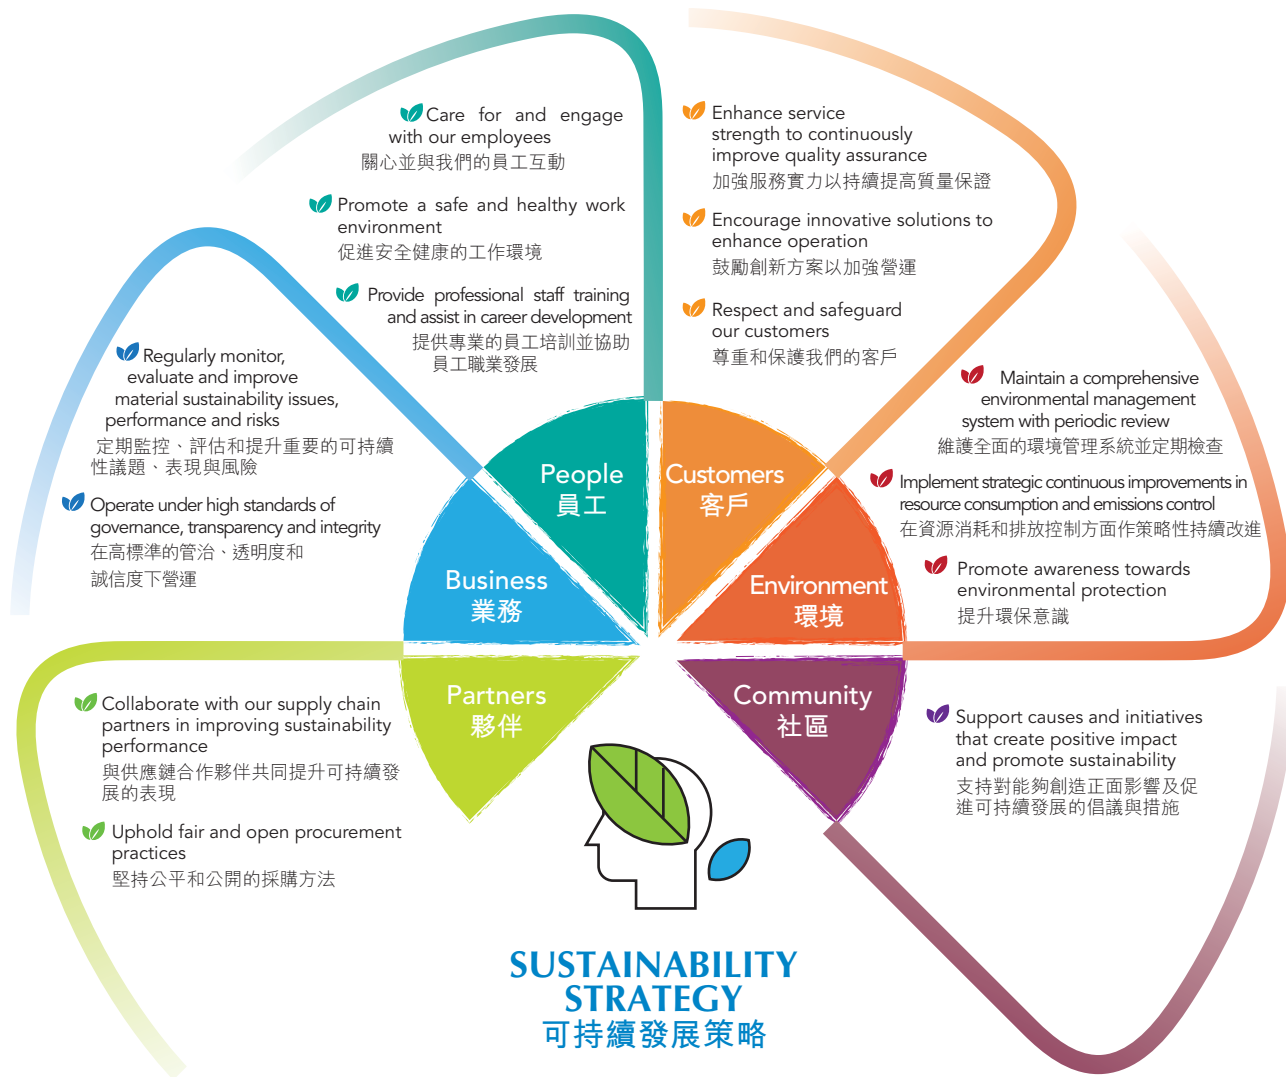 Care for and engage
with our employees
關心並與我們的員工互動
Promote a safe and healthy work
environment
促進安全健康的工作環境
Provide professional staff training
and assist in career development
提供專業的員工培訓並協助
員工職業發展
Enhance service
strength to continuously
improve quality assurance
加強服務實力以持續提高質量保證
Encourage innovative solutions to
enhance operation
鼓勵創新方案以加強營運
Respect and safeguard
our customers
尊重和保護我們的客戶
Regularly monitor,
evaluate and improve
material sustainability issues,
performance and risks
定期監控、評估和提升重要的可持續
性議題、表現與風險
Operate under high standards of
governance, transparency and integrity
在高標準的管治、透明度和
誠信度下營運
Maintain a comprehensive
environmental management
system with periodic review
維護全面的環境管理系統並定期檢查
Implement strategic continuous improvements in
resource consumption and emissions control
在資源消耗和排放控制方面作策略性持續改進
Promote awareness towards
environmental protection
提升環保意識
People
員工
Customers
客戶
Business
業務
Environment
環境
Partners
夥伴
Community
社區
Collaborate with our supply chain
partners in improving sustainability
performance
與供應鏈合作夥伴共同提升可持續發
展的表現
Uphold fair and open procurement
practices
堅持公平和公開的採購方法
Support causes and initiatives
that create positive impact
and promote sustainability
支持對能夠創造正面影響及促
進可持續發展的倡議與措施
SUSTAINABILITY
STRATEGY
可持續發展策略